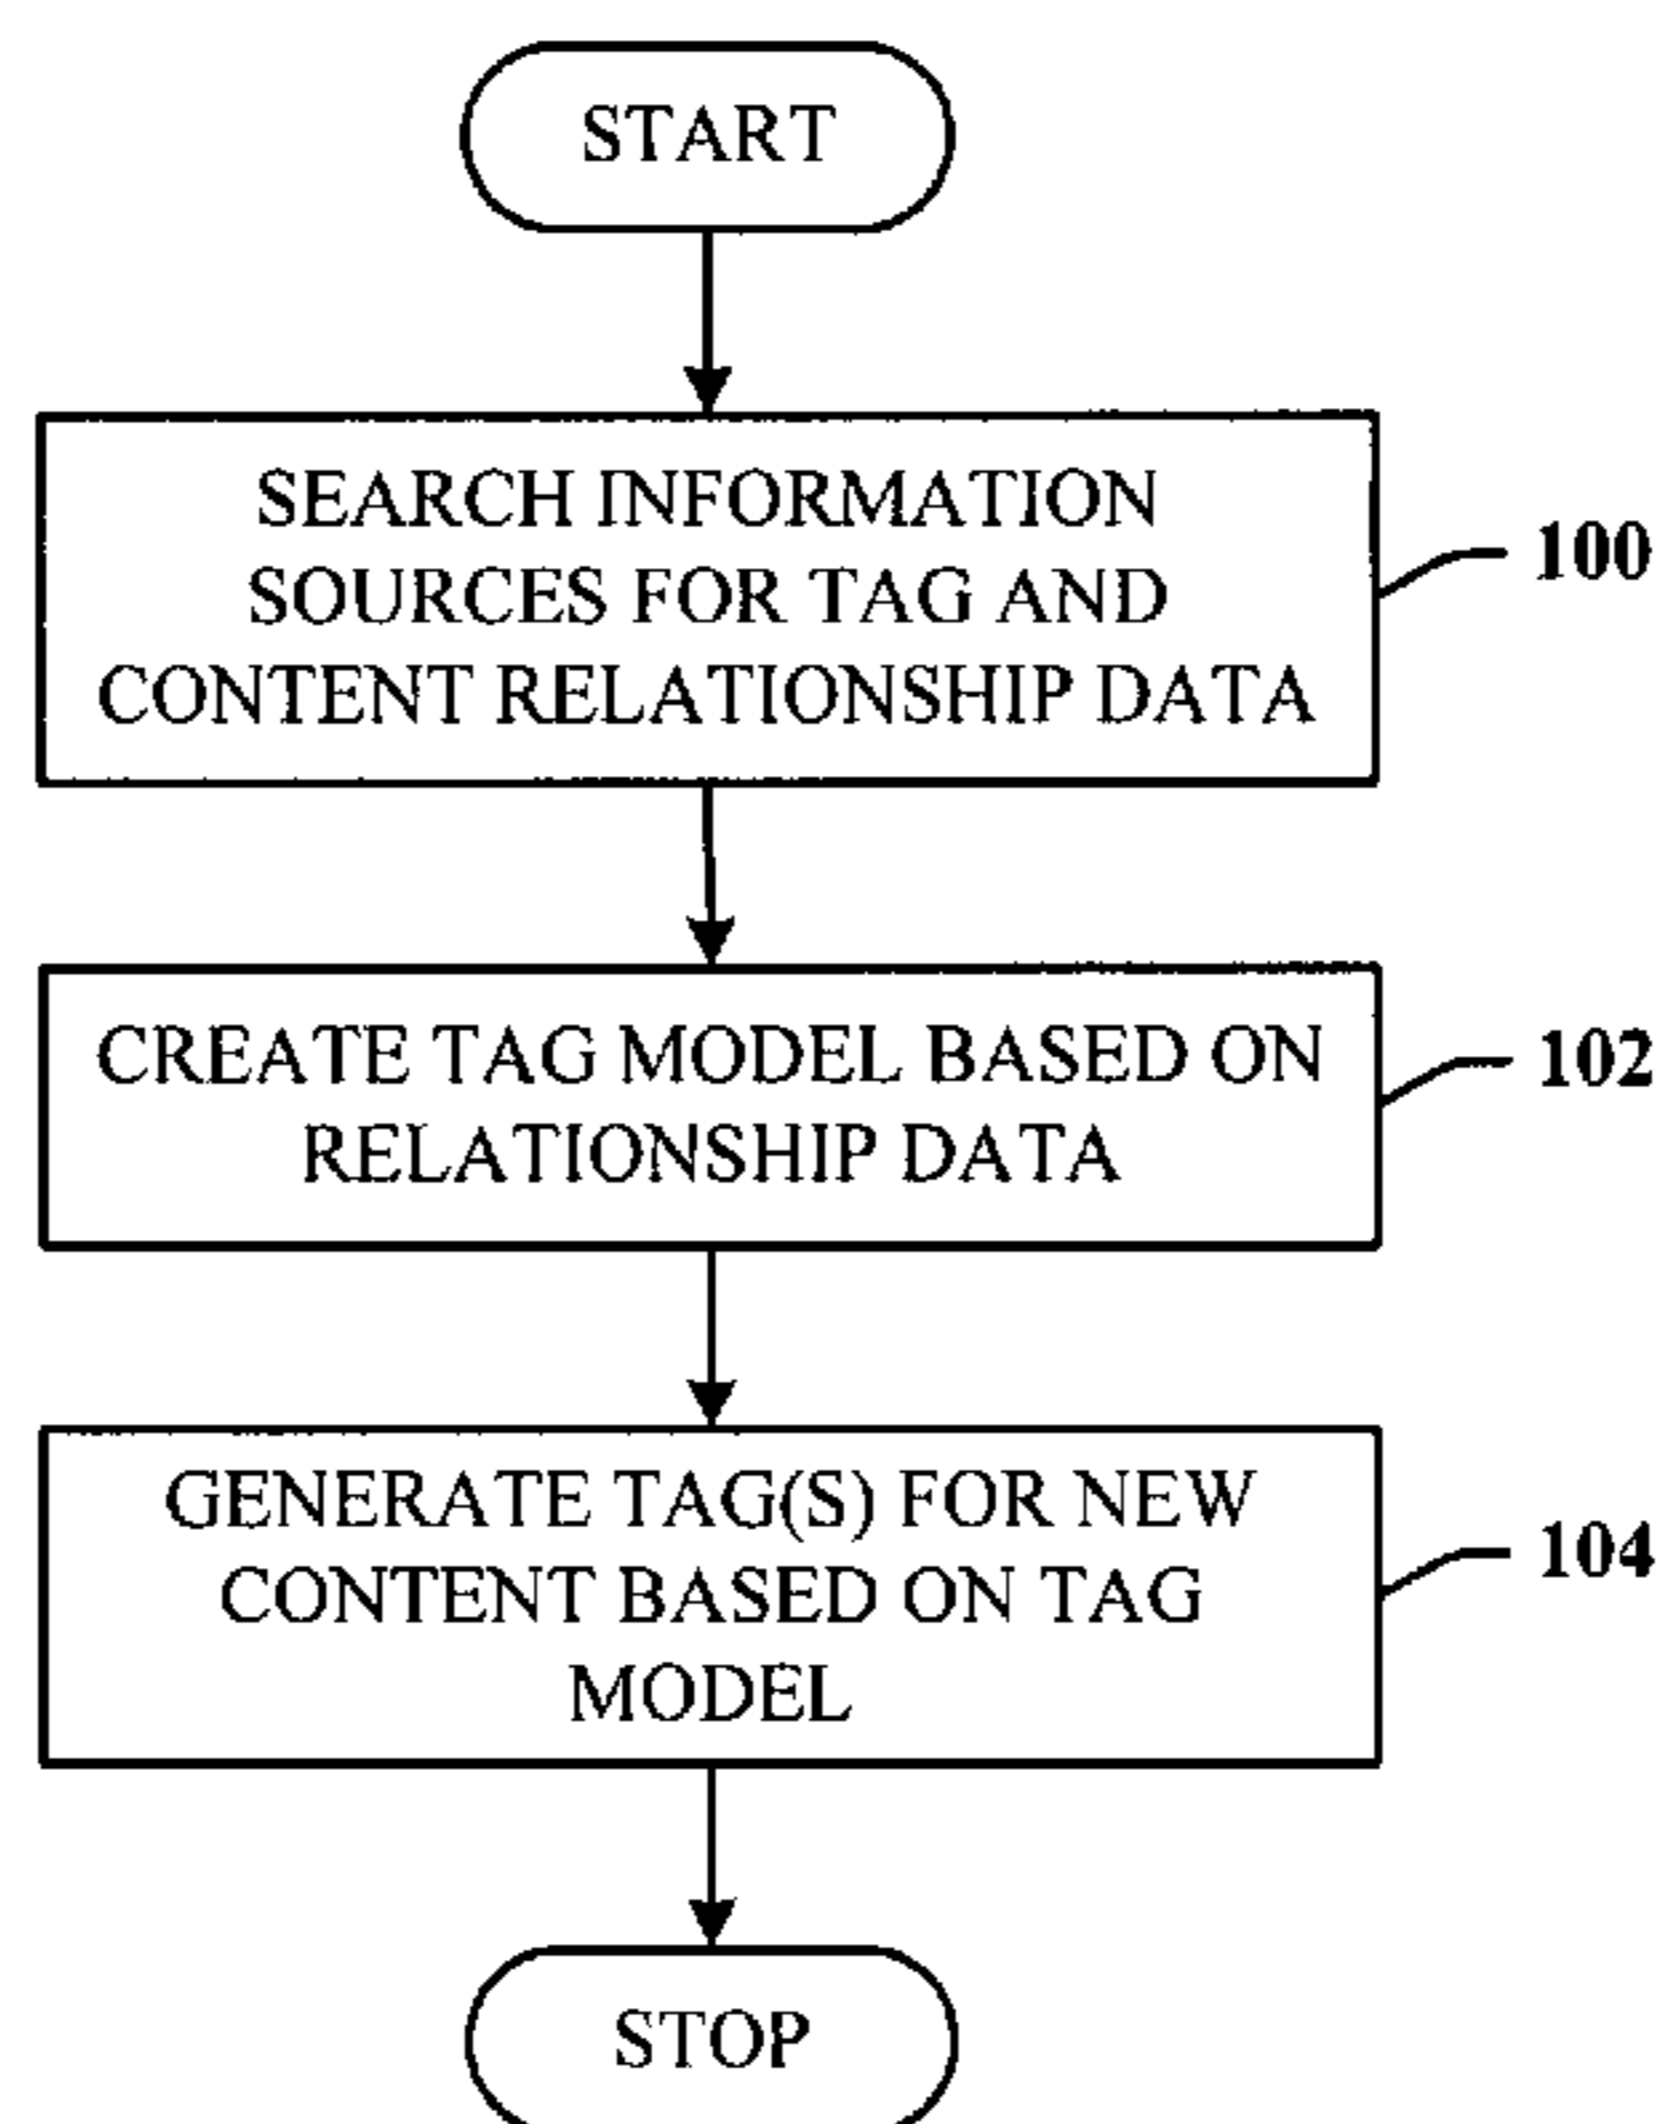 START
SEARCH INFORMATION
SOURCES FOR TAG AND
CONTENT RELATIONSHIP DATA
100
CREATE TAG MODEL BASED ON
RELATIONSHIP DATA
102
GENERATE TAG(S) FOR NEW
CONTENT BASED ON TAG
MODEL
104
STOP